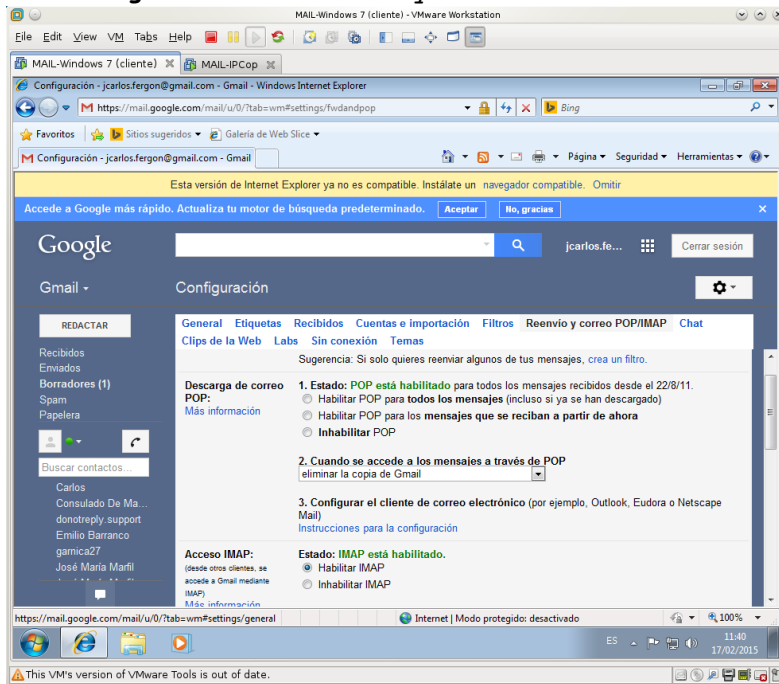 MAIL-Windows 7 (cliente) - VMware Workstation
File Edit View VM Tabs Help
MAIL-Windows 7 (cliente) MAIL-IPCop
Configuración - jcarlos.fergon@gmail.com - Gmail - Windows Internet Explorer
https://mail.google.com/mail/u/0/?tab=wm#settings/fwdandpop Bing
Favoritos Sitios sugeridos Galería de Web Slice
Configuración - jcarlos.fergon@gmail.com - Gmail Página Seguridad Herramientas
Esta versión de Internet Explorer ya no es compatible. Instálate un navegador compatible. Omitir
Accede a Google más rápido. Actualiza tu motor de búsqueda predeterminado. Aceptar No, gracias
Google jcarlos.fe... Cerrar sesión
Gmail Configuración
REDACTAR
Recibidos
Enviados
Borradores (1)
Spam
Papelera
Buscar contactos...
Carlos
Consulado De Ma...
donotreply.support
Emilio Barranco
garnica27
José María Marfil
General Etiquetas Recibidos Cuentas e importación Filtros Reenvío y correo POP/IMAP Chat
Clips de la Web Labs Sin conexión Temas
Sugerencia: Si solo quieres reenviar algunos de tus mensajes, crea un filtro.
Descarga de correo POP:
Más información
1. Estado: POP está habilitado para todos los mensajes recibidos desde el 22/8/11.
Habilitar POP para todos los mensajes (incluso si ya se han descargado)
Habilitar POP para los mensajes que se reciban a partir de ahora
Inhabilitar POP
2. Cuando se accede a los mensajes a través de POP
eliminar la copia de Gmail
3. Configurar el cliente de correo electrónico (por ejemplo, Outlook, Eudora o Netscape
Mail)
Instrucciones para la configuración
Acceso IMAP:
(desde otros clientes, se
accede a Gmail mediante
IMAP)
Más información
Estado: IMAP está habilitado.
Habilitar IMAP
Inhabilitar IMAP
https://mail.google.com/mail/u/0/?tab=wm#settings/general Internet | Modo protegido: desactivado 100%
ES 11:40
17/02/2015
This VM's version of VMware Tools is out of date.